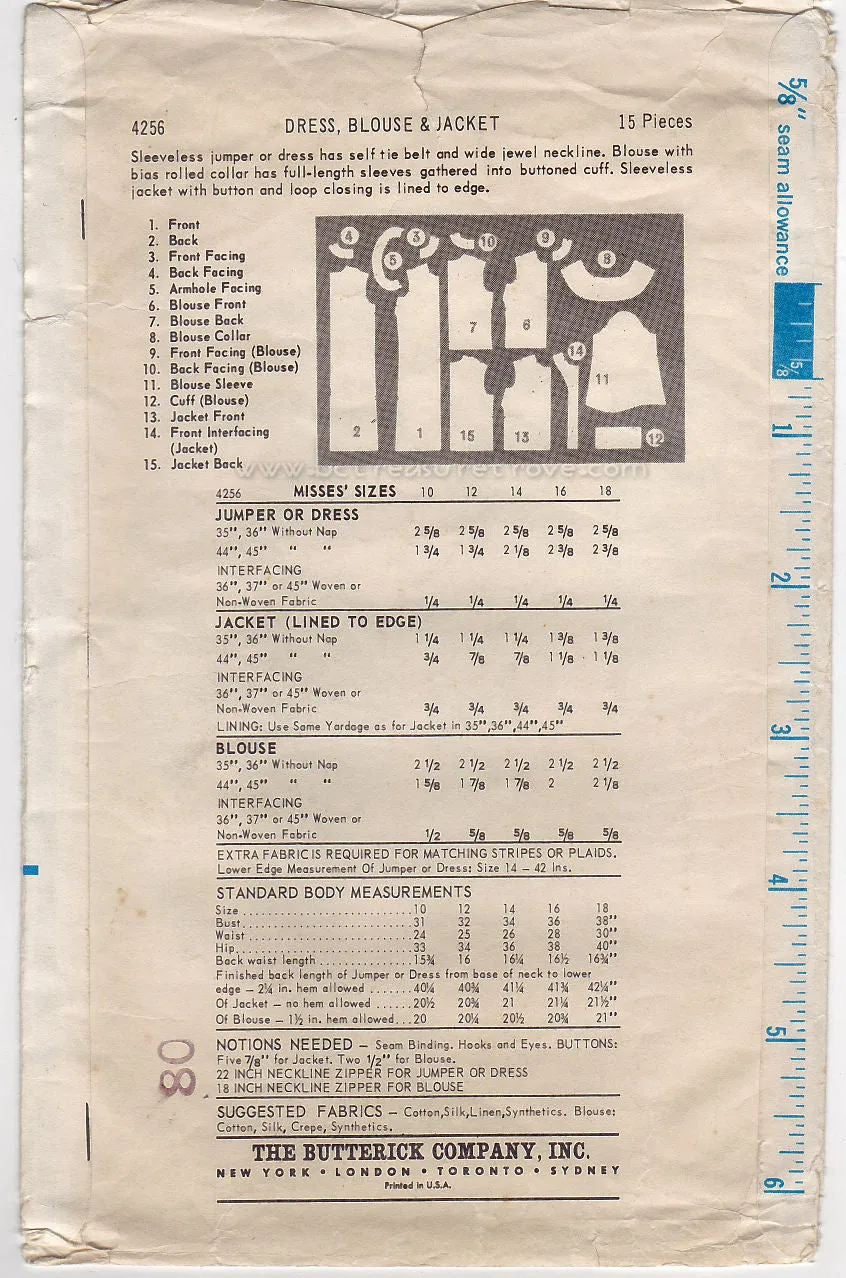 4256 DRESS, BLOUSE & JACKET 15 Pieces
Sleeveless jumper or dress has self tie belt and wide jewel neckline. Blouse with
bias rolled collar has full-length sleeves gathered into buttoned cuff. Sleeveless
jacket with button and loop closing is lined to edge.
1. Front
2. Back
3. Front Facing
4. Back Facing
5. Armhole Facing
6. Blouse Front
7. Blouse Back
8. Blouse Collar
9. Front Facing (Blouse)
10. Back Facing (Blouse)
11. Blouse Sleeve
12. Cuff (Blouse)
13. Jacket Front
14. Front Interfacing
(Jacket)
15. Jacket Back
4 3 10 9 8
5
7 6
14
11
2 1 15 13 12
www.bctreasuretrove.com
4256 MISSES' SIZES 10 12 14 16 18
JUMPER OR DRESS
35", 36" Without Nap 2 5/8 2 5/8 2 5/8 2 5/8 2 5/8
44", 45" " " 1 3/4 1 3/4 2 1/8 2 3/8 2 3/8
INTERFACING
36", 37" or 45" Woven or
Non-Woven Fabric 1/4 1/4 1/4 1/4 1/4
JACKET (LINED TO EDGE)
35", 36" Without Nap 1 1/4 1 1/4 1 1/4 1 3/8 1 3/8
44", 45" " " 3/4 7/8 7/8 1 1/8 1 1/8
INTERFACING
36", 37" or 45" Woven or
Non-Woven Fabric 3/4 3/4 3/4 3/4 3/4
LINING: Use Same Yardage as for Jacket in 35",36",44",45"
BLOUSE
35", 36" Without Nap 2 1/2 2 1/2 2 1/2 2 1/2 2 1/2
44", 45" " " 1 5/8 1 7/8 1 7/8 2 2 1/8
INTERFACING
36", 37" or 45" Woven or
Non-Woven Fabric 1/2 5/8 5/8 5/8 5/8
EXTRA FABRIC IS REQUIRED FOR MATCHING STRIPES OR PLAIDS.
Lower Edge Measurement Of Jumper or Dress: Size 14 – 42 Ins.
STANDARD BODY MEASUREMENTS
Size 10 12 14 16 18
Bust 31 32 34 36 38"
Waist 24 25 26 28 30"
Hip 33 34 36 38 40"
Back waist length 15¾ 16 16¼ 16½ 16¾"
Finished back length of Jumper or Dress from base of neck to lower
edge – 2¼ in. hem allowed 40¼ 40¾ 41¼ 41¾ 42¼"
Of Jacket – no hem allowed 20½ 20¾ 21 21¼ 21½"
Of Blouse – 1½ in. hem allowed 20 20¼ 20½ 20¾ 21"
NOTIONS NEEDED – Seam Binding. Hooks and Eyes. BUTTONS:
Five 7/8" for Jacket. Two 1/2" for Blouse.
22 INCH NECKLINE ZIPPER FOR JUMPER OR DRESS
18 INCH NECKLINE ZIPPER FOR BLOUSE
SUGGESTED FABRICS – Cotton,Silk,Linen,Synthetics. Blouse:
Cotton, Silk, Crepe, Synthetics.
THE BUTTERICK COMPANY, INC.
NEW YORK • LONDON • TORONTO • SYDNEY
Printed in U.S.A.
80
5/8" seam allowance
5/8
1
2
3
4
5
6